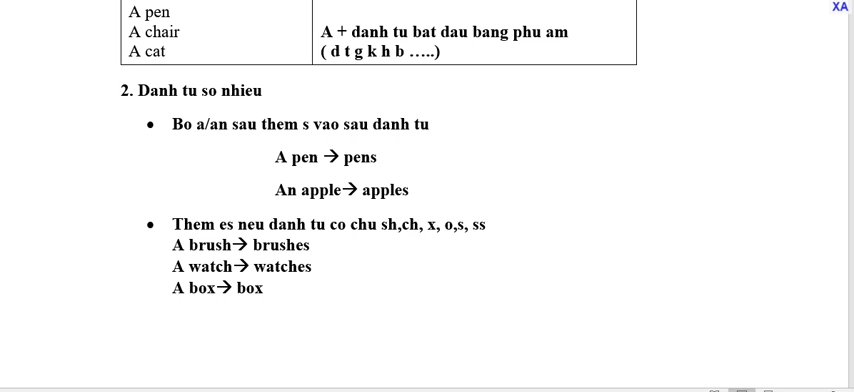 XA
A pen
A chair
A cat
A + danh tu bat dau bang phu am
( d t g k h b …..)
2. Danh tu so nhieu
• Bo a/an sau them s vao sau danh tu
A pen → pens
An apple→ apples
• Them es neu danh tu co chu sh,ch, x, o,s, ss
A brush→ brushes
A watch→ watches
A box→ box